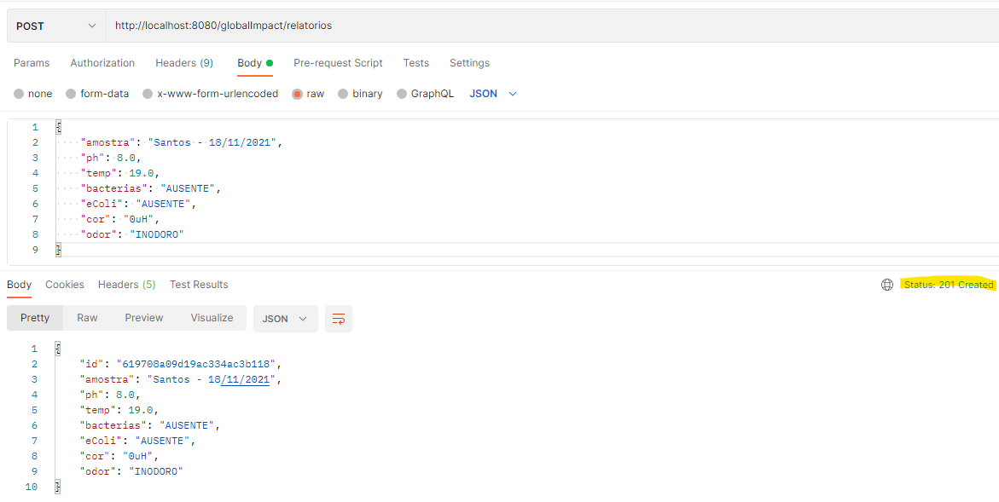 POST http://localhost:8080/globalImpact/relatorios
Params Authorization Headers (9) Body Pre-request Script Tests Settings
none form-data x-www-form-urlencoded raw binary GraphQL JSON
1 {
2 "amostra": "Santos - 18/11/2021",
3 "ph": 8.0,
4 "temp": 19.0,
5 "bacterias": "AUSENTE",
6 "eColi": "AUSENTE",
7 "cor": "0uH",
8 "odor": "INODORO"
9 }
Body Cookies Headers (5) Test Results Status: 201 Created
Pretty Raw Preview Visualize JSON
1 {
2 "id": "619708a09d19ac334ac3b118",
3 "amostra": "Santos - 18/11/2021",
4 "ph": 8.0,
5 "temp": 19.0,
6 "bacterias": "AUSENTE",
7 "eColi": "AUSENTE",
8 "cor": "0uH",
9 "odor": "INODORO"
10 }